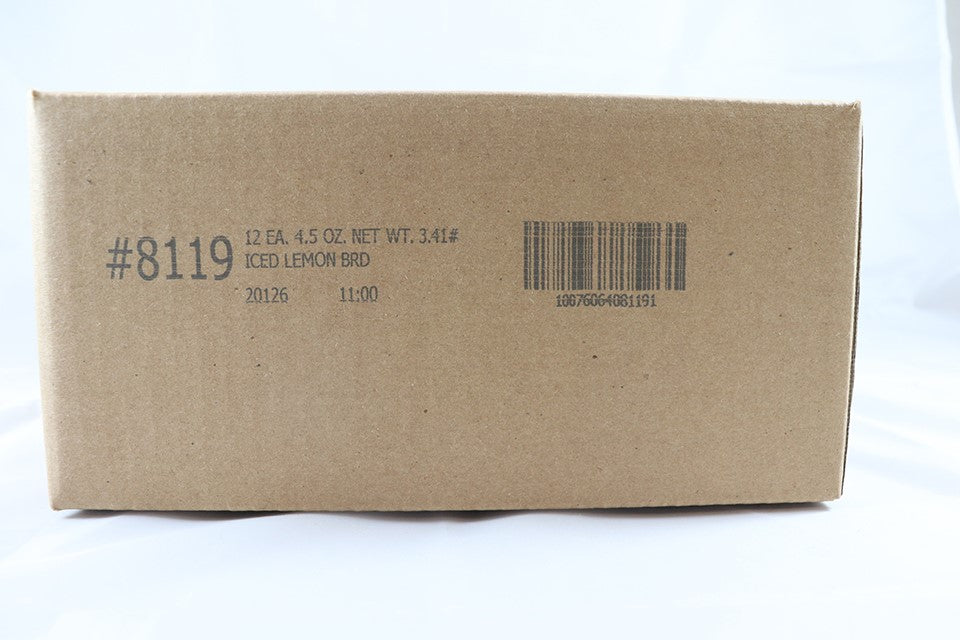 #8119
12 EA. 4.5 OZ. NET WT. 3.41#
ICED LEMON BRD
20126 11:00
10076064081191